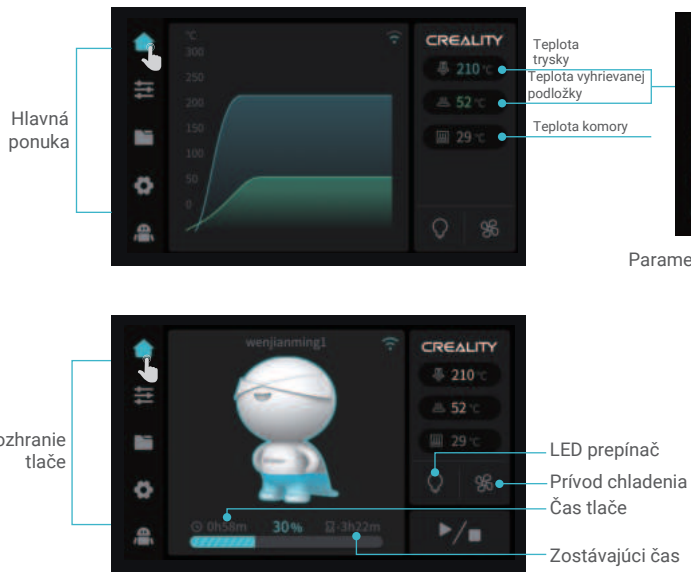 Hlavná
ponuka
°C
300
250
200
150
100
50
0
CREALITY
210 °C
52 °C
29 °C
Teplota
trysky
Teplota vyhrievanej
podložky
Teplota komory
Parame
ozhranie
tlače
wenjianming1
0h58m
30%
-3h22m
CREALITY
210 °C
52 °C
29 °C
LED prepínač
Prívod chladenia
Čas tlače
Zostávajúci čas